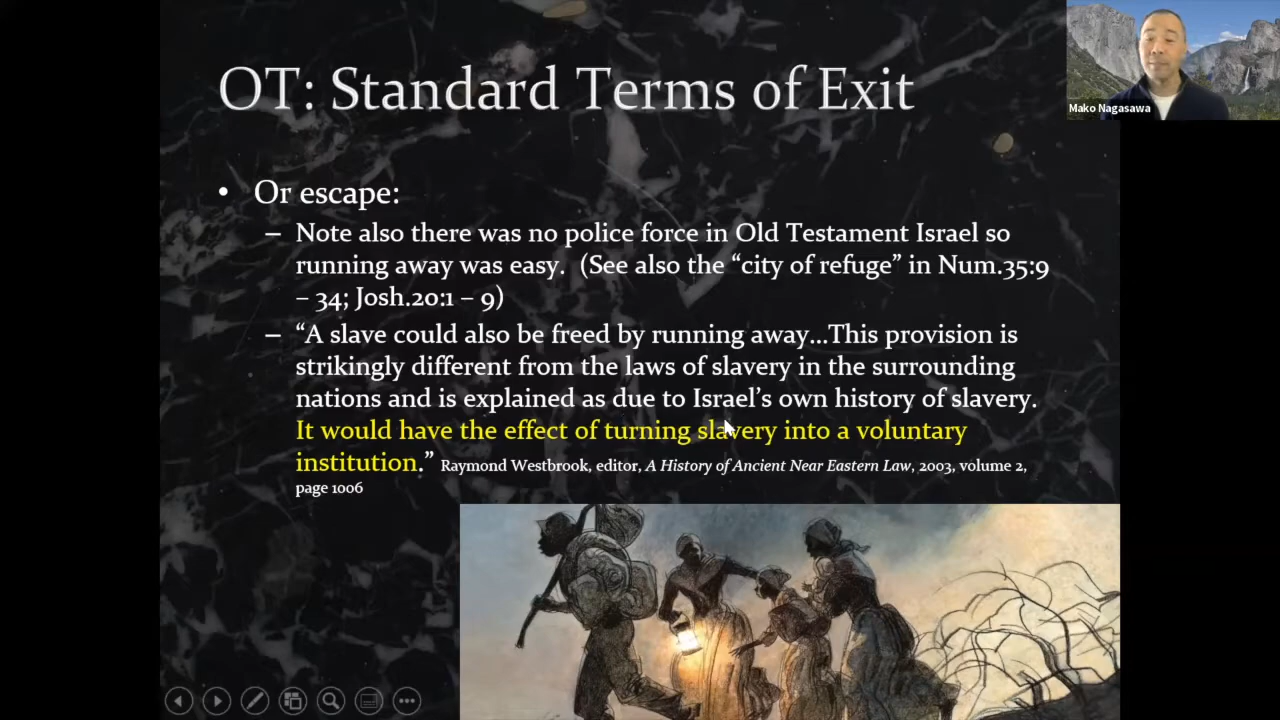 OT: Standard Terms of Exit
Mako Nagasawa
• Or escape:
– Note also there was no police force in Old Testament Israel so
running away was easy.  (See also the “city of refuge” in Num.35:9
– 34; Josh.20:1 – 9)
– “A slave could also be freed by running away…This provision is
strikingly different from the laws of slavery in the surrounding
nations and is explained as due to Israel’s own history of slavery.
It would have the effect of turning slavery into a voluntary
institution.” Raymond Westbrook, editor, A History of Ancient Near Eastern Law, 2003, volume 2,
page 1006